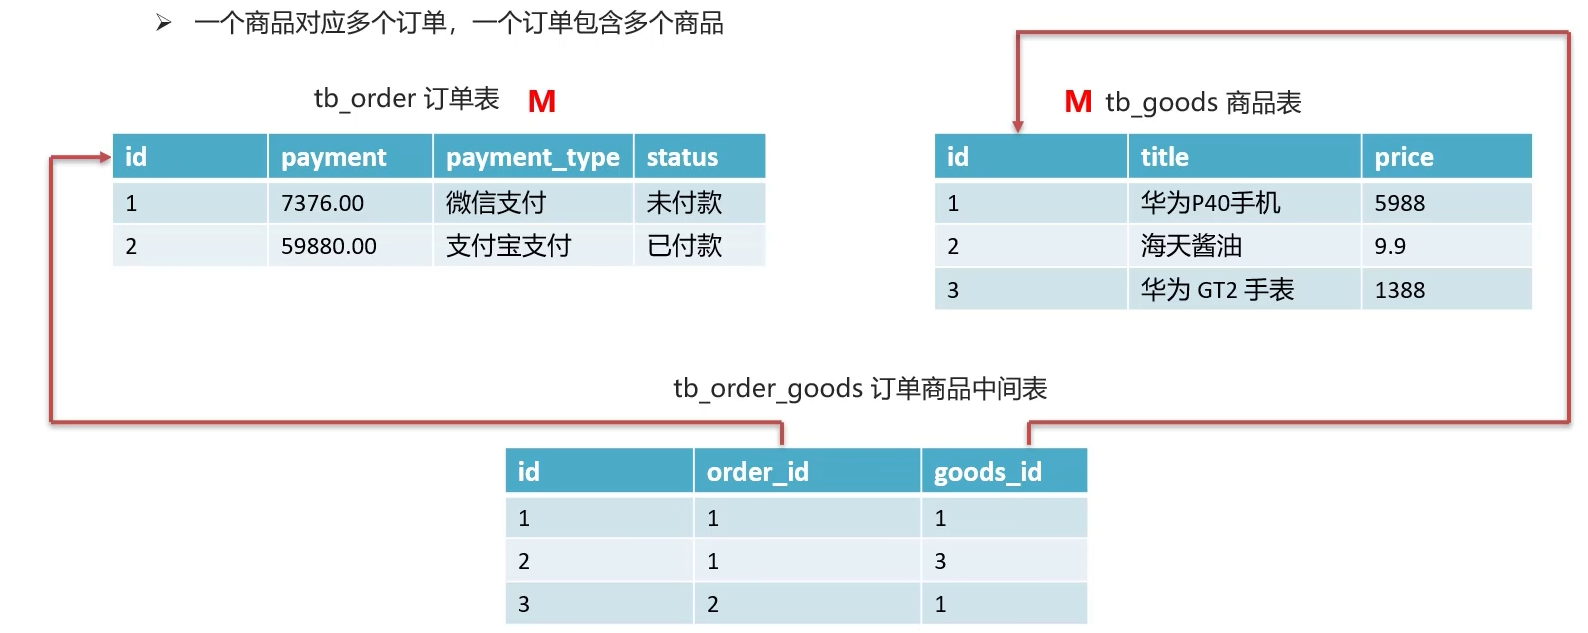 ➢ 一个商品对应多个订单，一个订单包含多个商品
tb_order 订单表 M
id payment payment_type status
1 7376.00 微信支付 未付款
2 59880.00 支付宝支付 已付款
M tb_goods 商品表
id title price
1 华为P40手机 5988
2 海天酱油 9.9
3 华为 GT2 手表 1388
tb_order_goods 订单商品中间表
id order_id goods_id
1 1 1
2 1 3
3 2 1